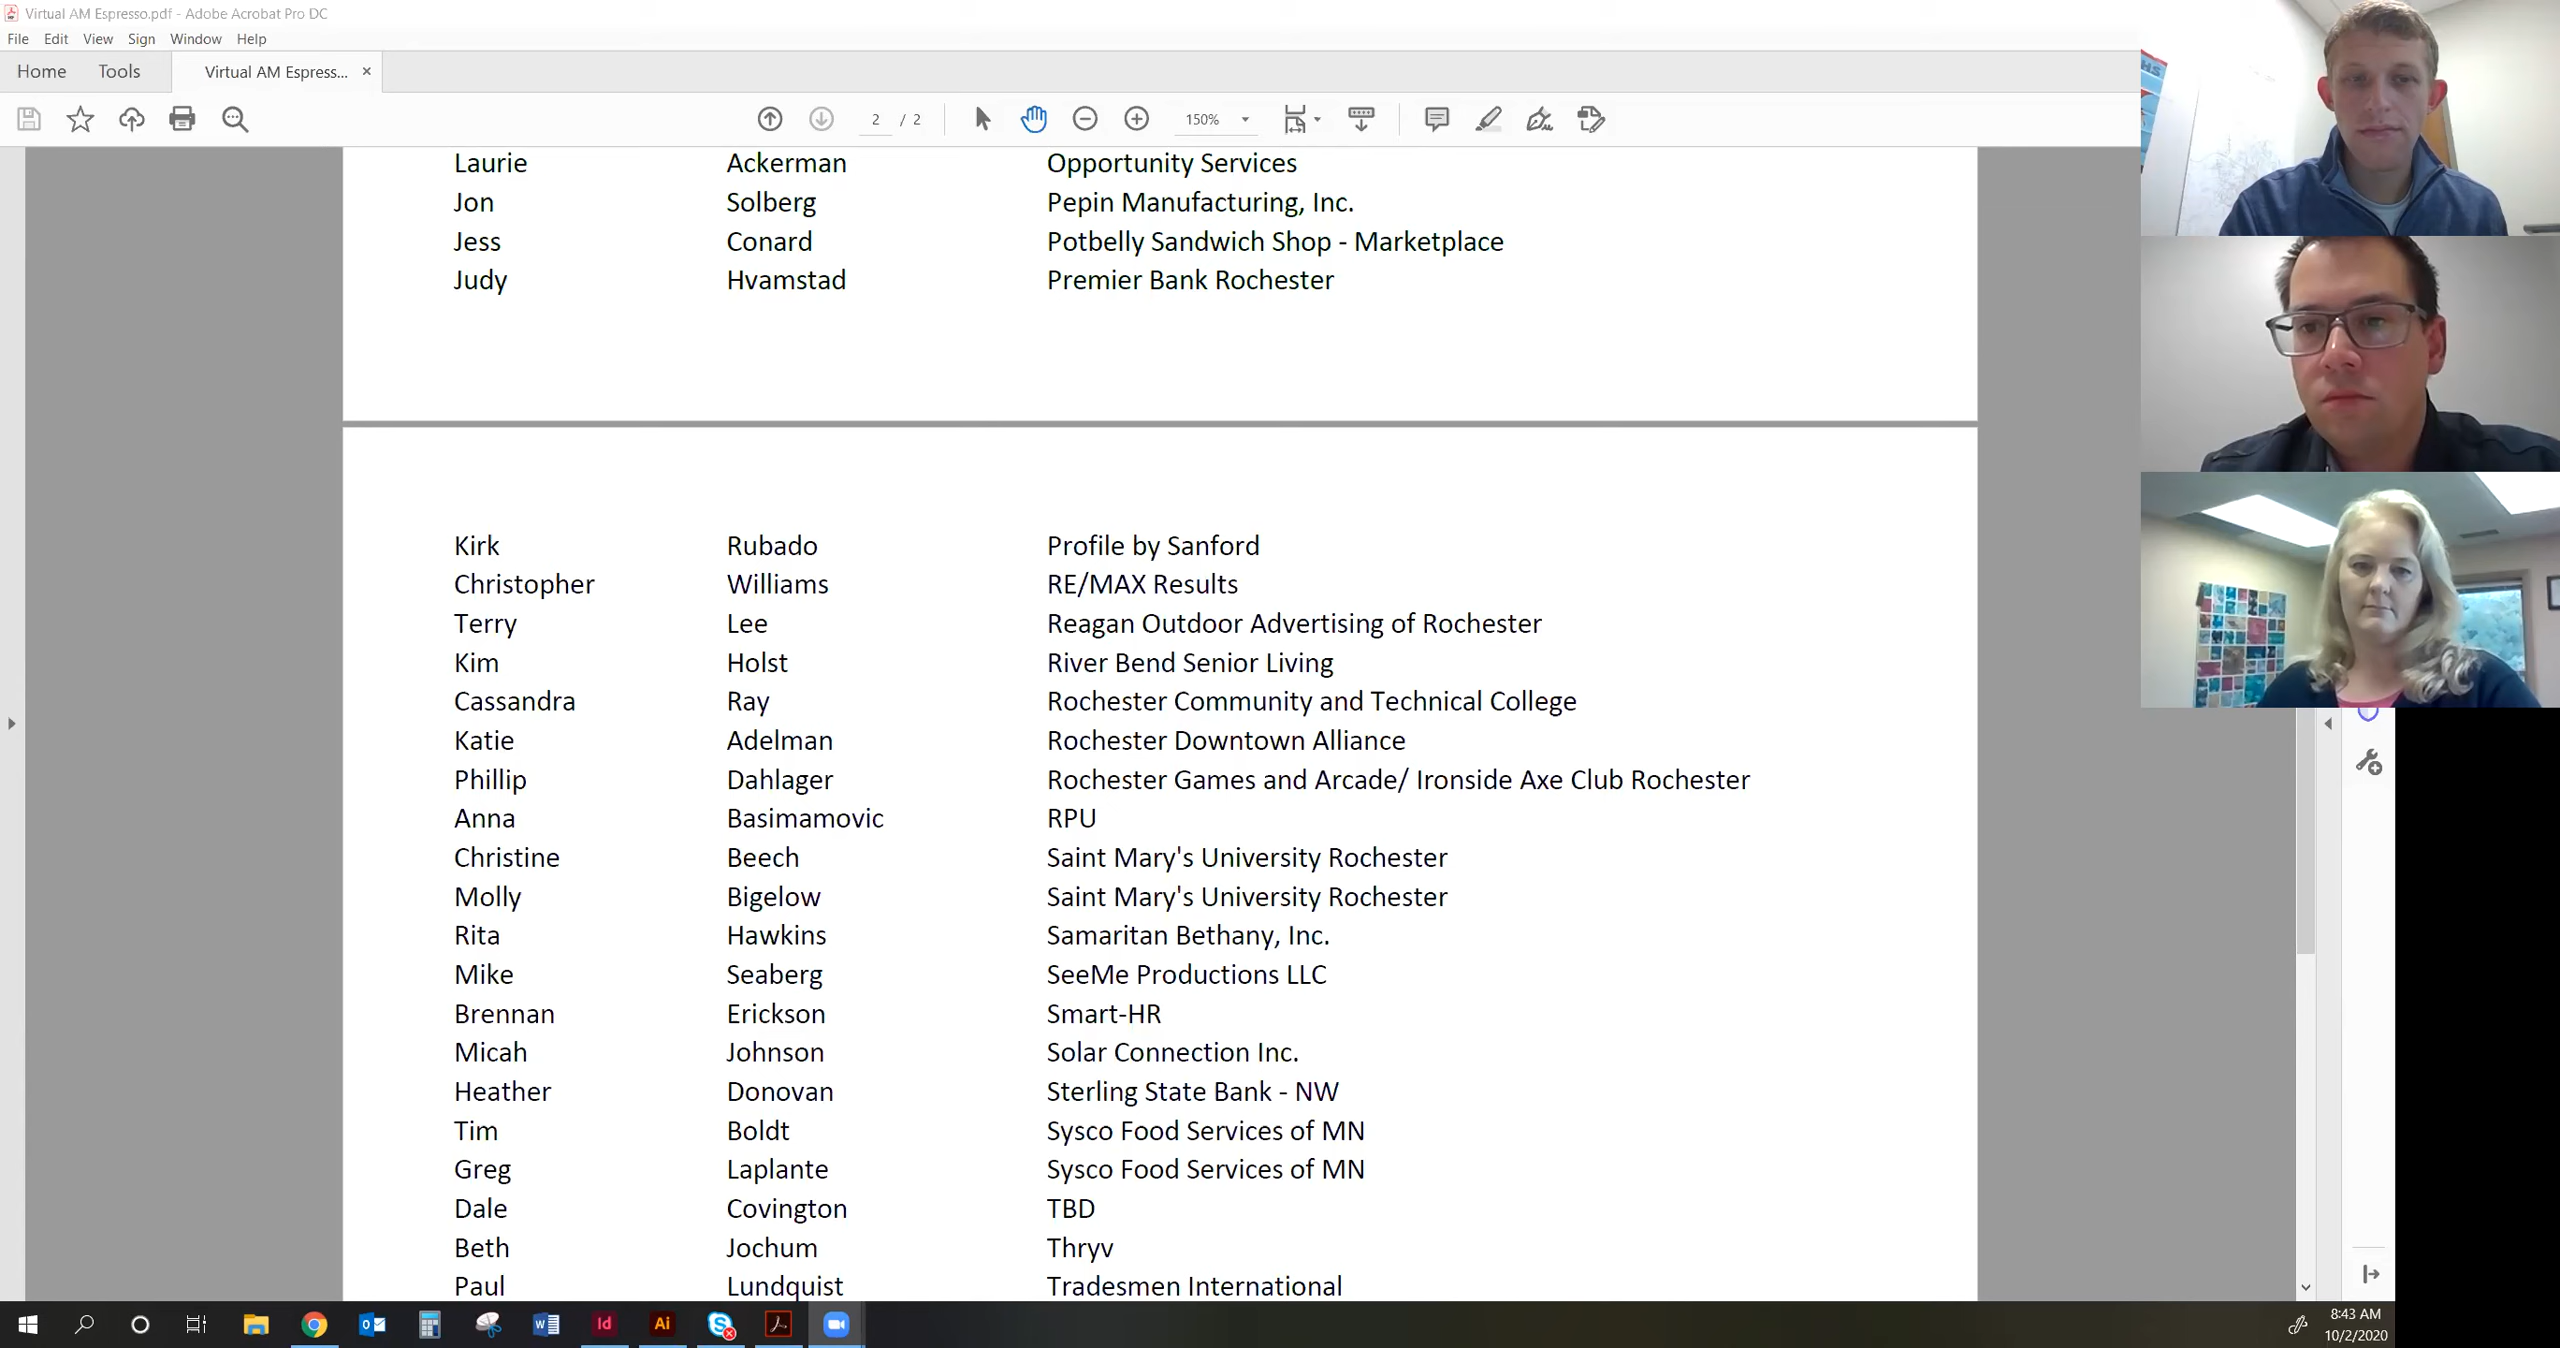 Virtual AM Espresso.pdf - Adobe Acrobat Pro DC
File Edit View Sign Window Help
Home Tools Virtual AM Espress... ×
2 / 2 150%
Laurie Ackerman Opportunity Services
Jon Solberg Pepin Manufacturing, Inc.
Jess Conard Potbelly Sandwich Shop - Marketplace
Judy Hvamstad Premier Bank Rochester
Kirk Rubado Profile by Sanford
Christopher Williams RE/MAX Results
Terry Lee Reagan Outdoor Advertising of Rochester
Kim Holst River Bend Senior Living
Cassandra Ray Rochester Community and Technical College
Katie Adelman Rochester Downtown Alliance
Phillip Dahlager Rochester Games and Arcade/ Ironside Axe Club Rochester
Anna Basimamovic RPU
Christine Beech Saint Mary's University Rochester
Molly Bigelow Saint Mary's University Rochester
Rita Hawkins Samaritan Bethany, Inc.
Mike Seaberg SeeMe Productions LLC
Brennan Erickson Smart-HR
Micah Johnson Solar Connection Inc.
Heather Donovan Sterling State Bank - NW
Tim Boldt Sysco Food Services of MN
Greg Laplante Sysco Food Services of MN
Dale Covington TBD
Beth Jochum Thryv
Paul Lundquist Tradesmen International
Id Ai
8:43 AM
10/2/2020